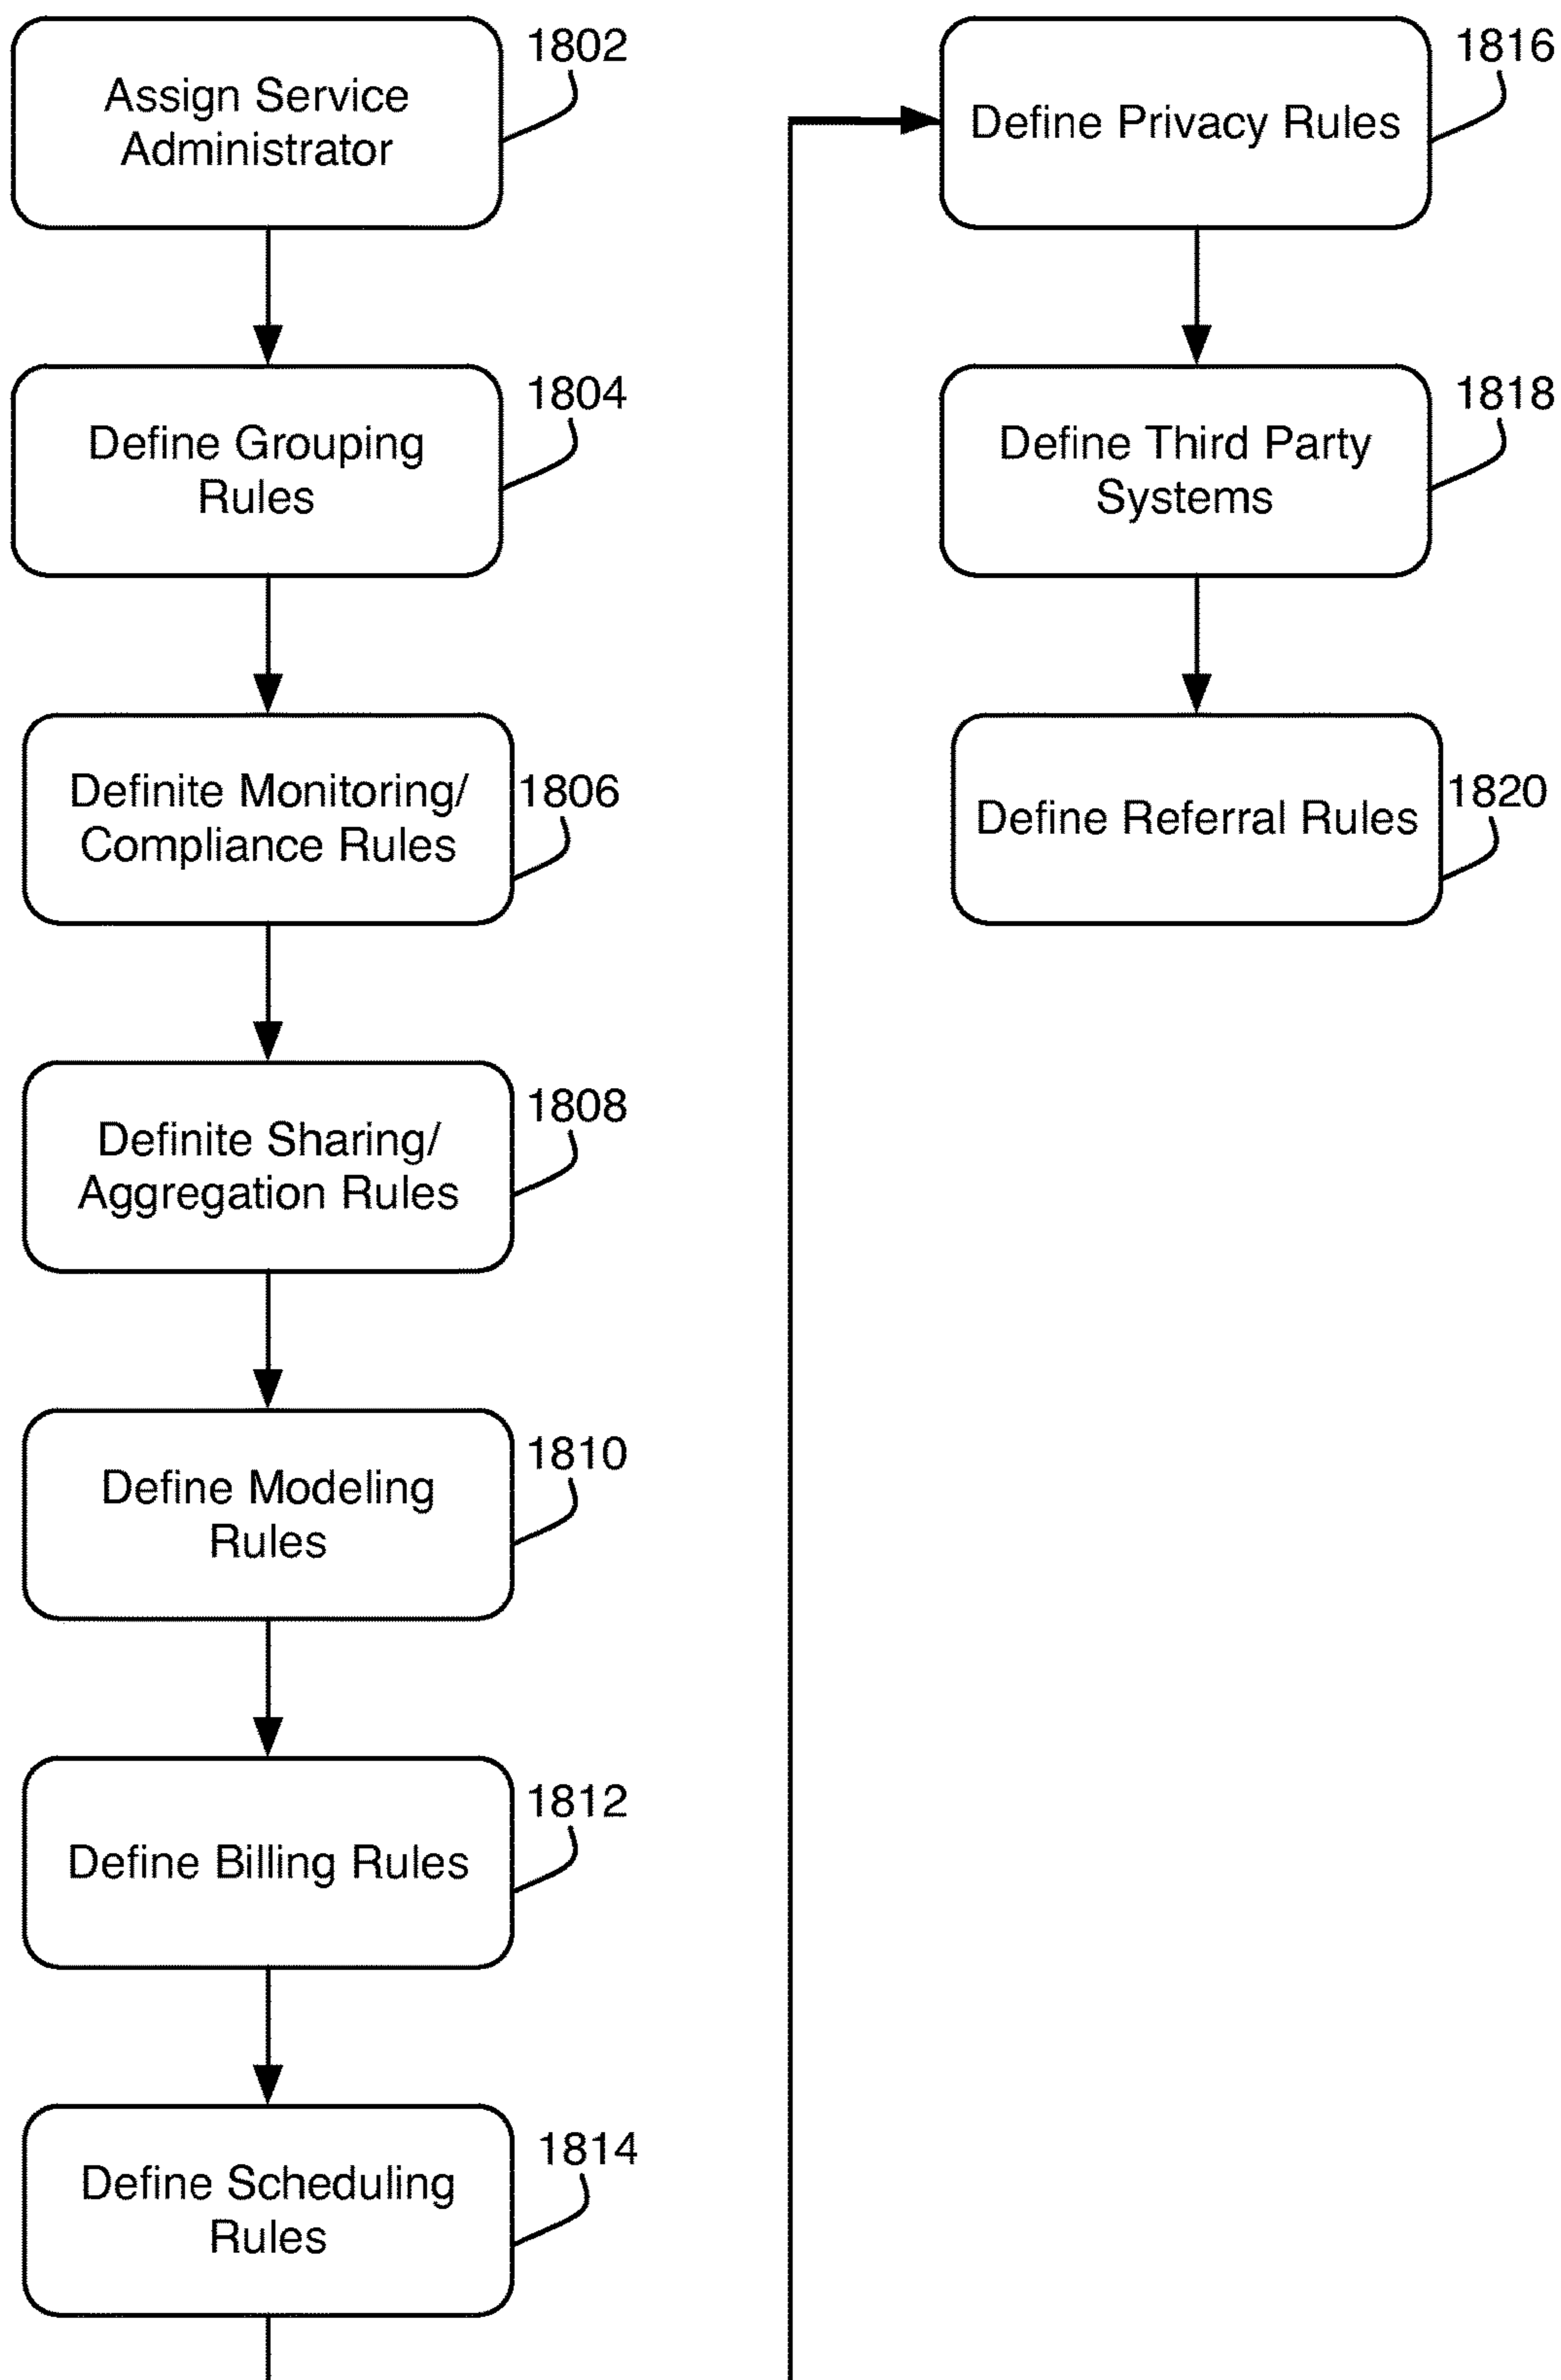 1802
Assign Service
Administrator
1804
Define Grouping
Rules
1806
Definite Monitoring/
Compliance Rules
1808
Definite Sharing/
Aggregation Rules
1810
Define Modeling
Rules
1812
Define Billing Rules
1814
Define Scheduling
Rules
1816
Define Privacy Rules
1818
Define Third Party
Systems
1820
Define Referral Rules